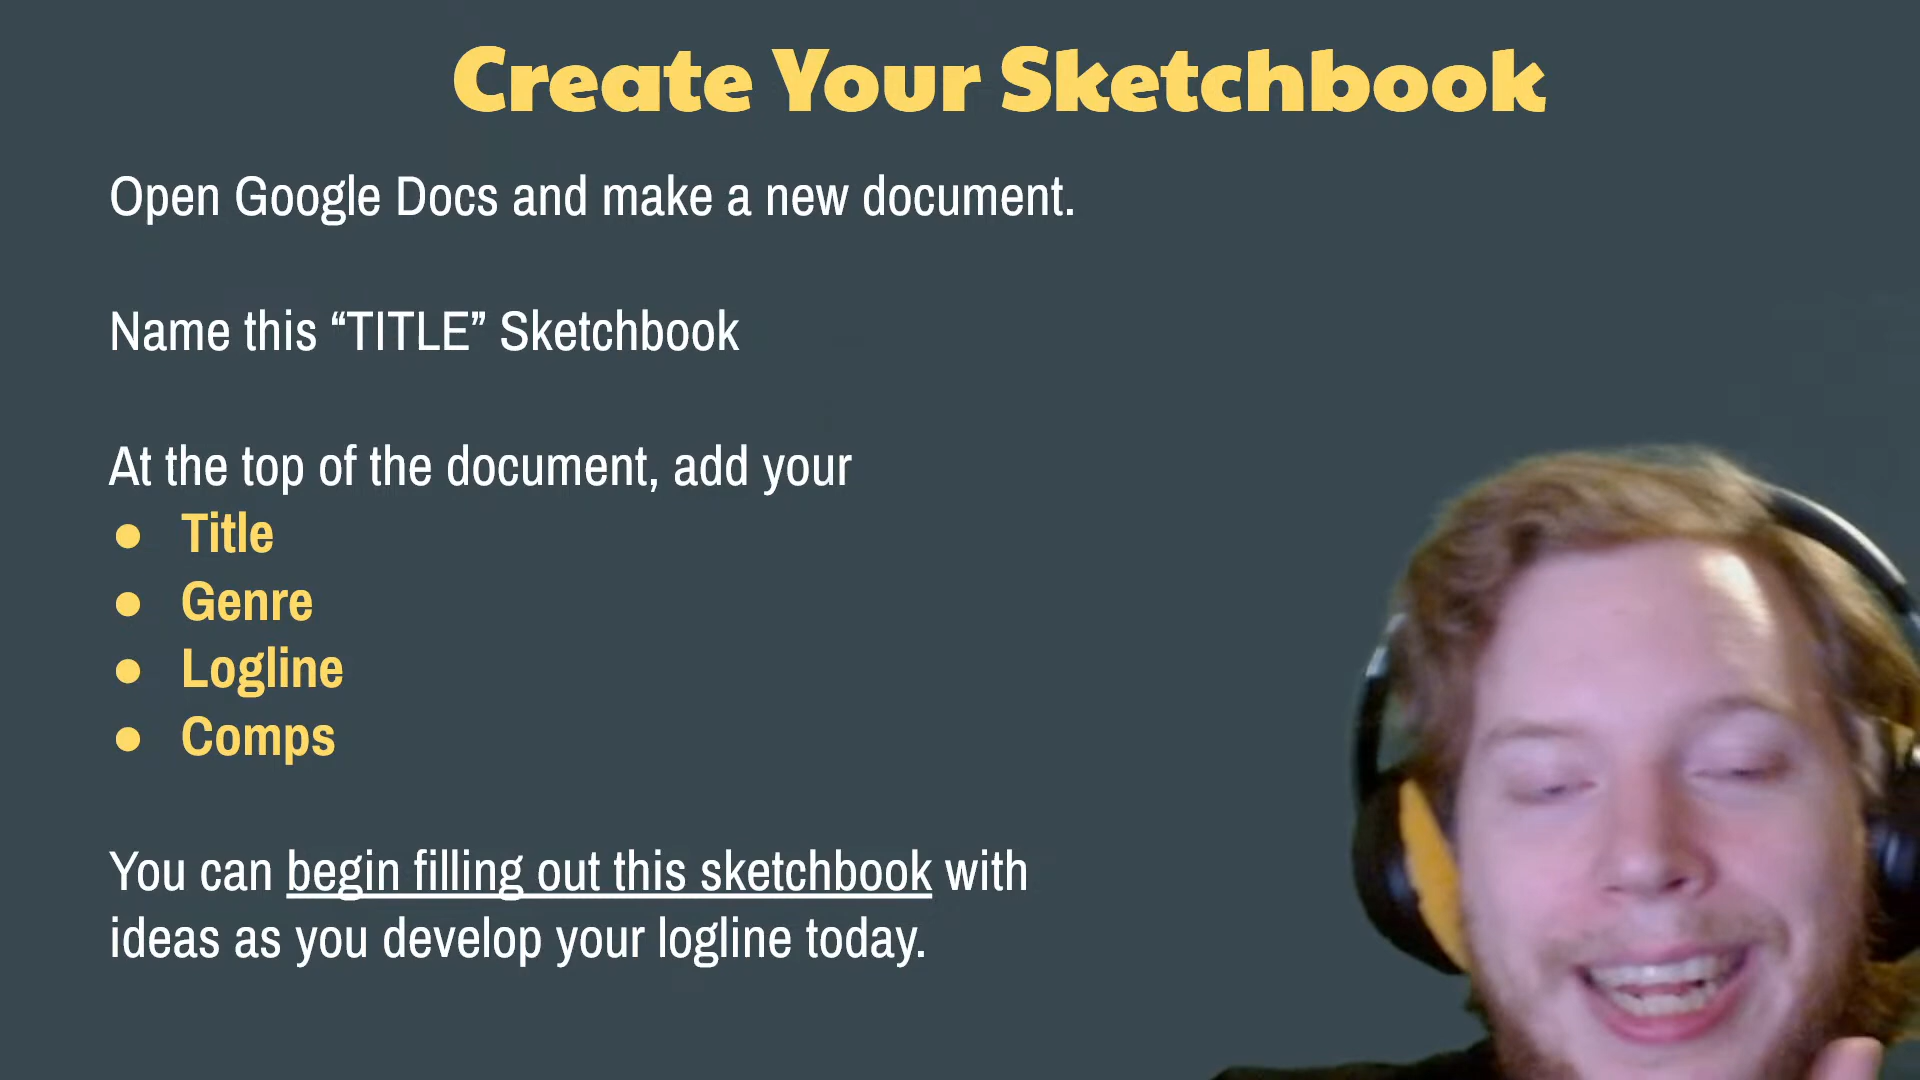 Create Your Sketchbook
Open Google Docs and make a new document.
Name this “TITLE” Sketchbook
At the top of the document, add your
● Title
● Genre
● Logline
● Comps
You can begin filling out this sketchbook with
ideas as you develop your logline today.